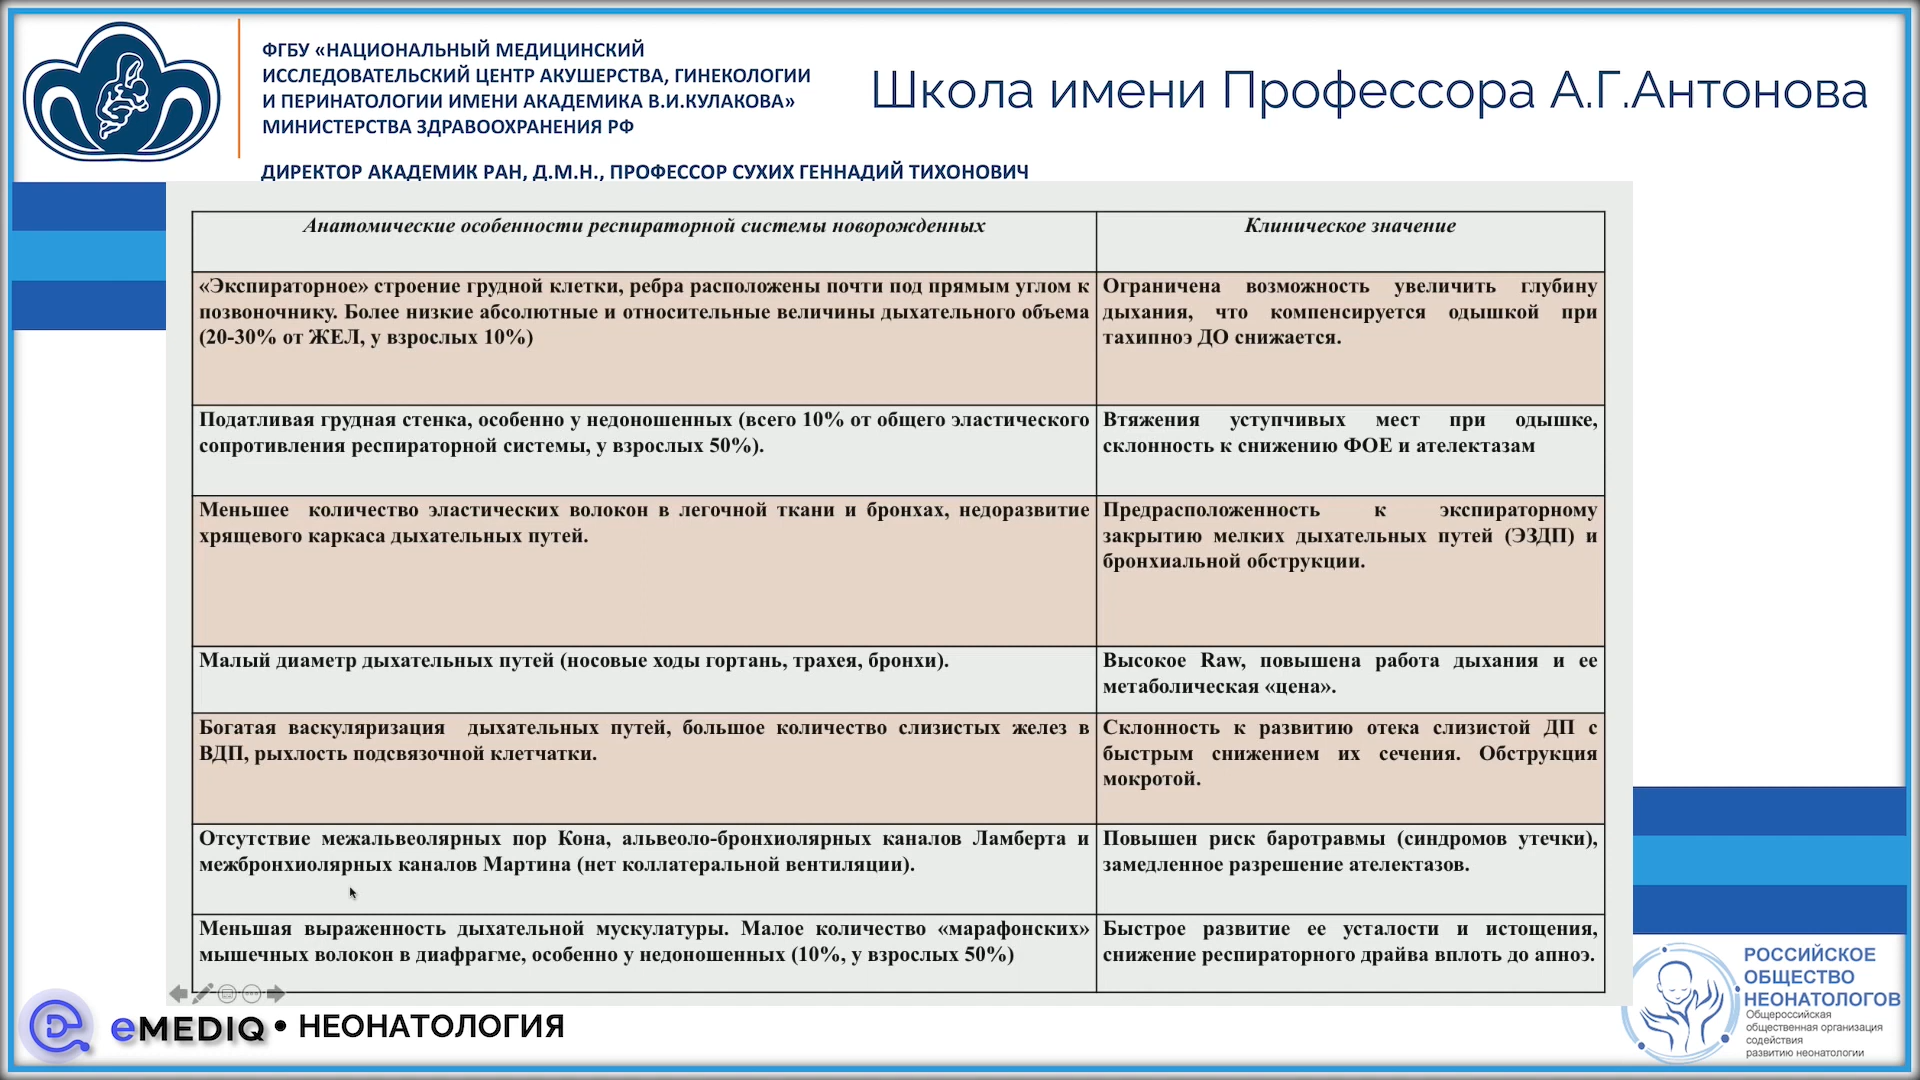 ФГБУ «НАЦИОНАЛЬНЫЙ МЕДИЦИНСКИЙ
ИССЛЕДОВАТЕЛЬСКИЙ ЦЕНТР АКУШЕРСТВА, ГИНЕКОЛОГИИ
И ПЕРИНАТОЛОГИИ ИМЕНИ АКАДЕМИКА В.И.КУЛАКОВА»
МИНИСТЕРСТВА ЗДРАВООХРАНЕНИЯ РФ
ДИРЕКТОР АКАДЕМИК РАН, Д.М.Н., ПРОФЕССОР СУХИХ ГЕННАДИЙ ТИХОНОВИЧ
Школа имени Профессора А.Г.Антонова
Анатомические особенности респираторной системы новорожденных
Клиническое значение
«Экспираторное» строение грудной клетки, ребра расположены почти под прямым углом к
позвоночнику. Более низкие абсолютные и относительные величины дыхательного объема
(20-30% от ЖЕЛ, у взрослых 10%)
Ограничена возможность увеличить глубину
дыхания, что компенсируется одышкой при
тахипноэ ДО снижается.
Податливая грудная стенка, особенно у недоношенных (всего 10% от общего эластического
сопротивления респираторной системы, у взрослых 50%).
Втяжения уступчивых мест при одышке,
склонность к снижению ФОЕ и ателектазам
Меньшее количество эластических волокон в легочной ткани и бронхах, недоразвитие
хрящевого каркаса дыхательных путей.
Предрасположенность к экспираторному
закрытию мелких дыхательных путей (ЭЗДП) и
бронхиальной обструкции.
Малый диаметр дыхательных путей (носовые ходы гортань, трахея, бронхи).
Высокое Raw, повышена работа дыхания и ее
метаболическая «цена».
Богатая васкуляризация дыхательных путей, большое количество слизистых желез в
ВДП, рыхлость подсвязочной клетчатки.
Склонность к развитию отека слизистой ДП с
быстрым снижением их сечения. Обструкция
мокротой.
Отсутствие межальвеолярных пор Кона, альвеоло-бронхиолярных каналов Ламберта и
межбронхиолярных каналов Мартина (нет коллатеральной вентиляции).
Повышен риск баротравмы (синдромов утечки),
замедленное разрешение ателектазов.
Меньшая выраженность дыхательной мускулатуры. Малое количество «марафонских»
мышечных волокон в диафрагме, особенно у недоношенных (10%, у взрослых 50%)
Быстрое развитие ее усталости и истощения,
снижение респираторного драйва вплоть до апноэ.
eMEDIQ • НЕОНАТОЛОГИЯ
РОССИЙСКОЕ
ОБЩЕСТВО
НЕОНАТОЛОГОВ
Общероссийская
общественная организация
содействия
развитию неонатологии